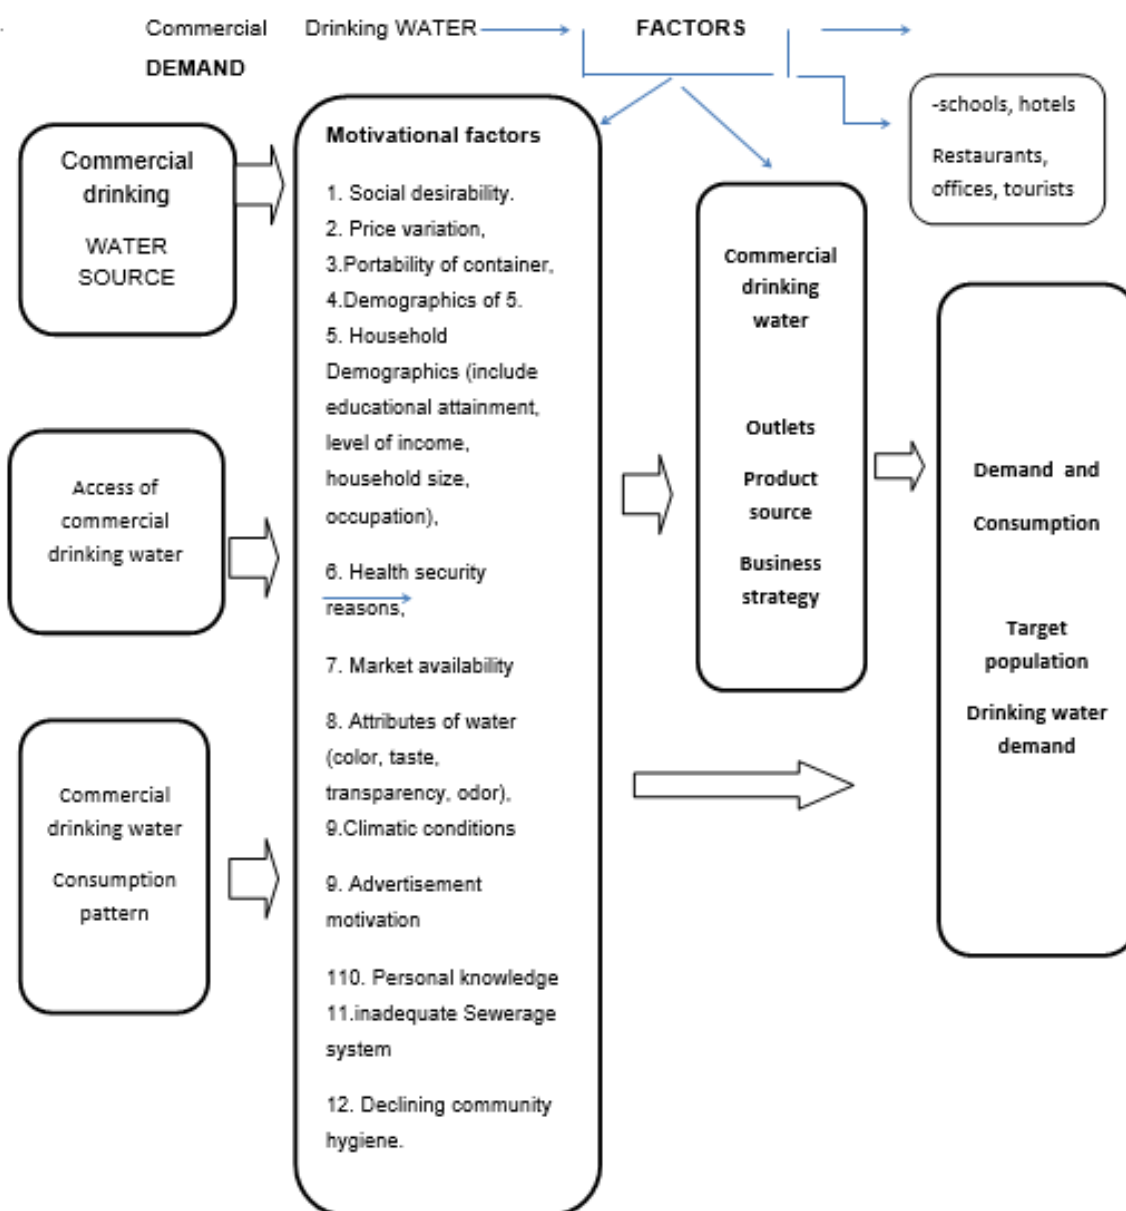 Commercial Drinking WATER FACTORS
DEMAND
Commercial
drinking
WATER
SOURCE
Access of
commercial
drinking water
Commercial
drinking water
Consumption
pattern
Motivational factors
1. Social desirability.
2. Price variation,
3.Portability of container,
4.Demographics of 5.
5. Household
Demographics (include
educational attainment,
level of income,
household size,
occupation),
6. Health security
reasons,
7. Market availability
8. Attributes of water
(color, taste,
transparency, odor),
9.Climatic conditions
9. Advertisement
motivation
110. Personal knowledge
11.inadequate Sewerage
system
12. Declining community
hygiene.
Commercial
drinking
water
Outlets
Product
source
Business
strategy
-schools, hotels
Restaurants,
offices, tourists
Demand and
Consumption
Target
population
Drinking water
demand